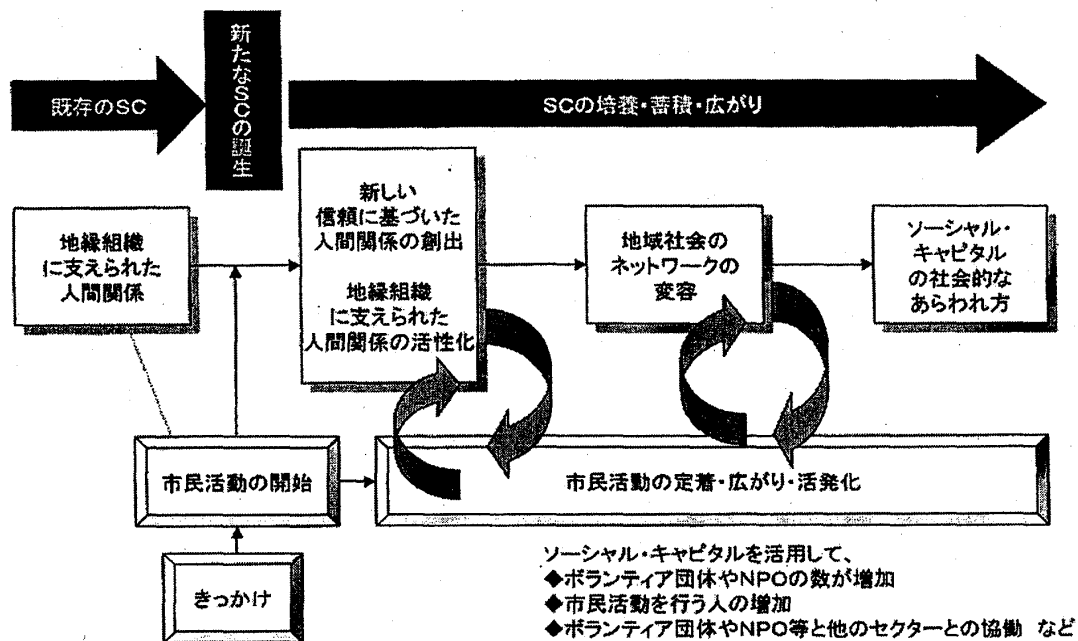 既存のSC
新たなSCの誕生
SCの培養・蓄積・広がり
地縁組織
に支えられた
人間関係
新しい
信頼に基づいた
人間関係の創出
地縁組織
に支えられた
人間関係の活性化
地域社会の
ネットワークの
変容
ソーシャル・
キャピタル
の社会的な
あらわれ方
市民活動の開始
市民活動の定着・広がり・活発化
きっかけ
ソーシャル・キャピタルを活用して、
◆ボランティア団体やNPOの数が増加
◆市民活動を行う人の増加
◆ボランティア団体やNPO等と他のセクターとの協働 など